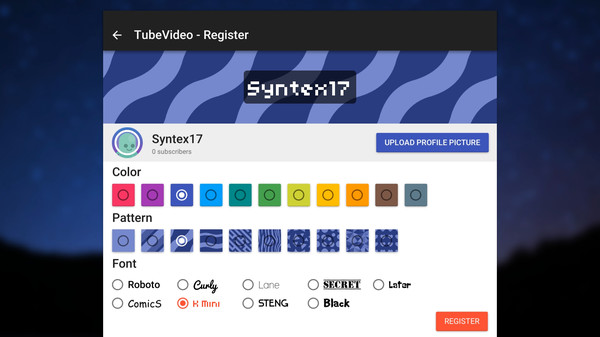 TubeVideo - Register
Syntex17
Syntex17
0 subscribers
UPLOAD PROFILE PICTURE
Color
Pattern
Font
Roboto Curly Lane SECRET Later
ComicS K Mini STENG Black
REGISTER